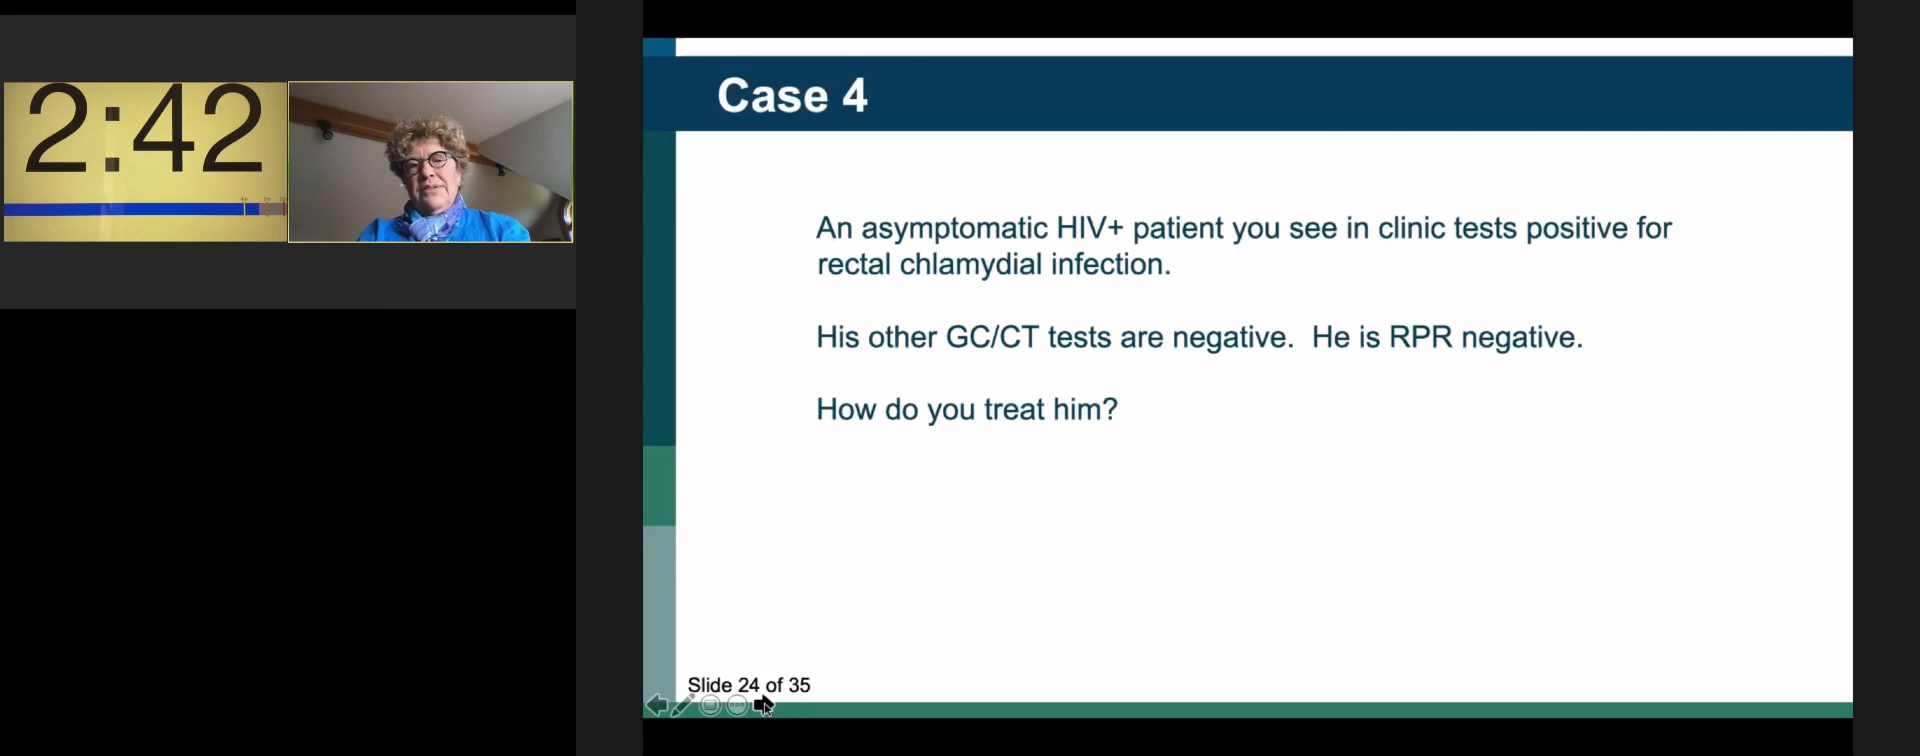 2:42
Case 4
An asymptomatic HIV+ patient you see in clinic tests positive for
rectal chlamydial infection.
His other GC/CT tests are negative. He is RPR negative.
How do you treat him?
Slide 24 of 35